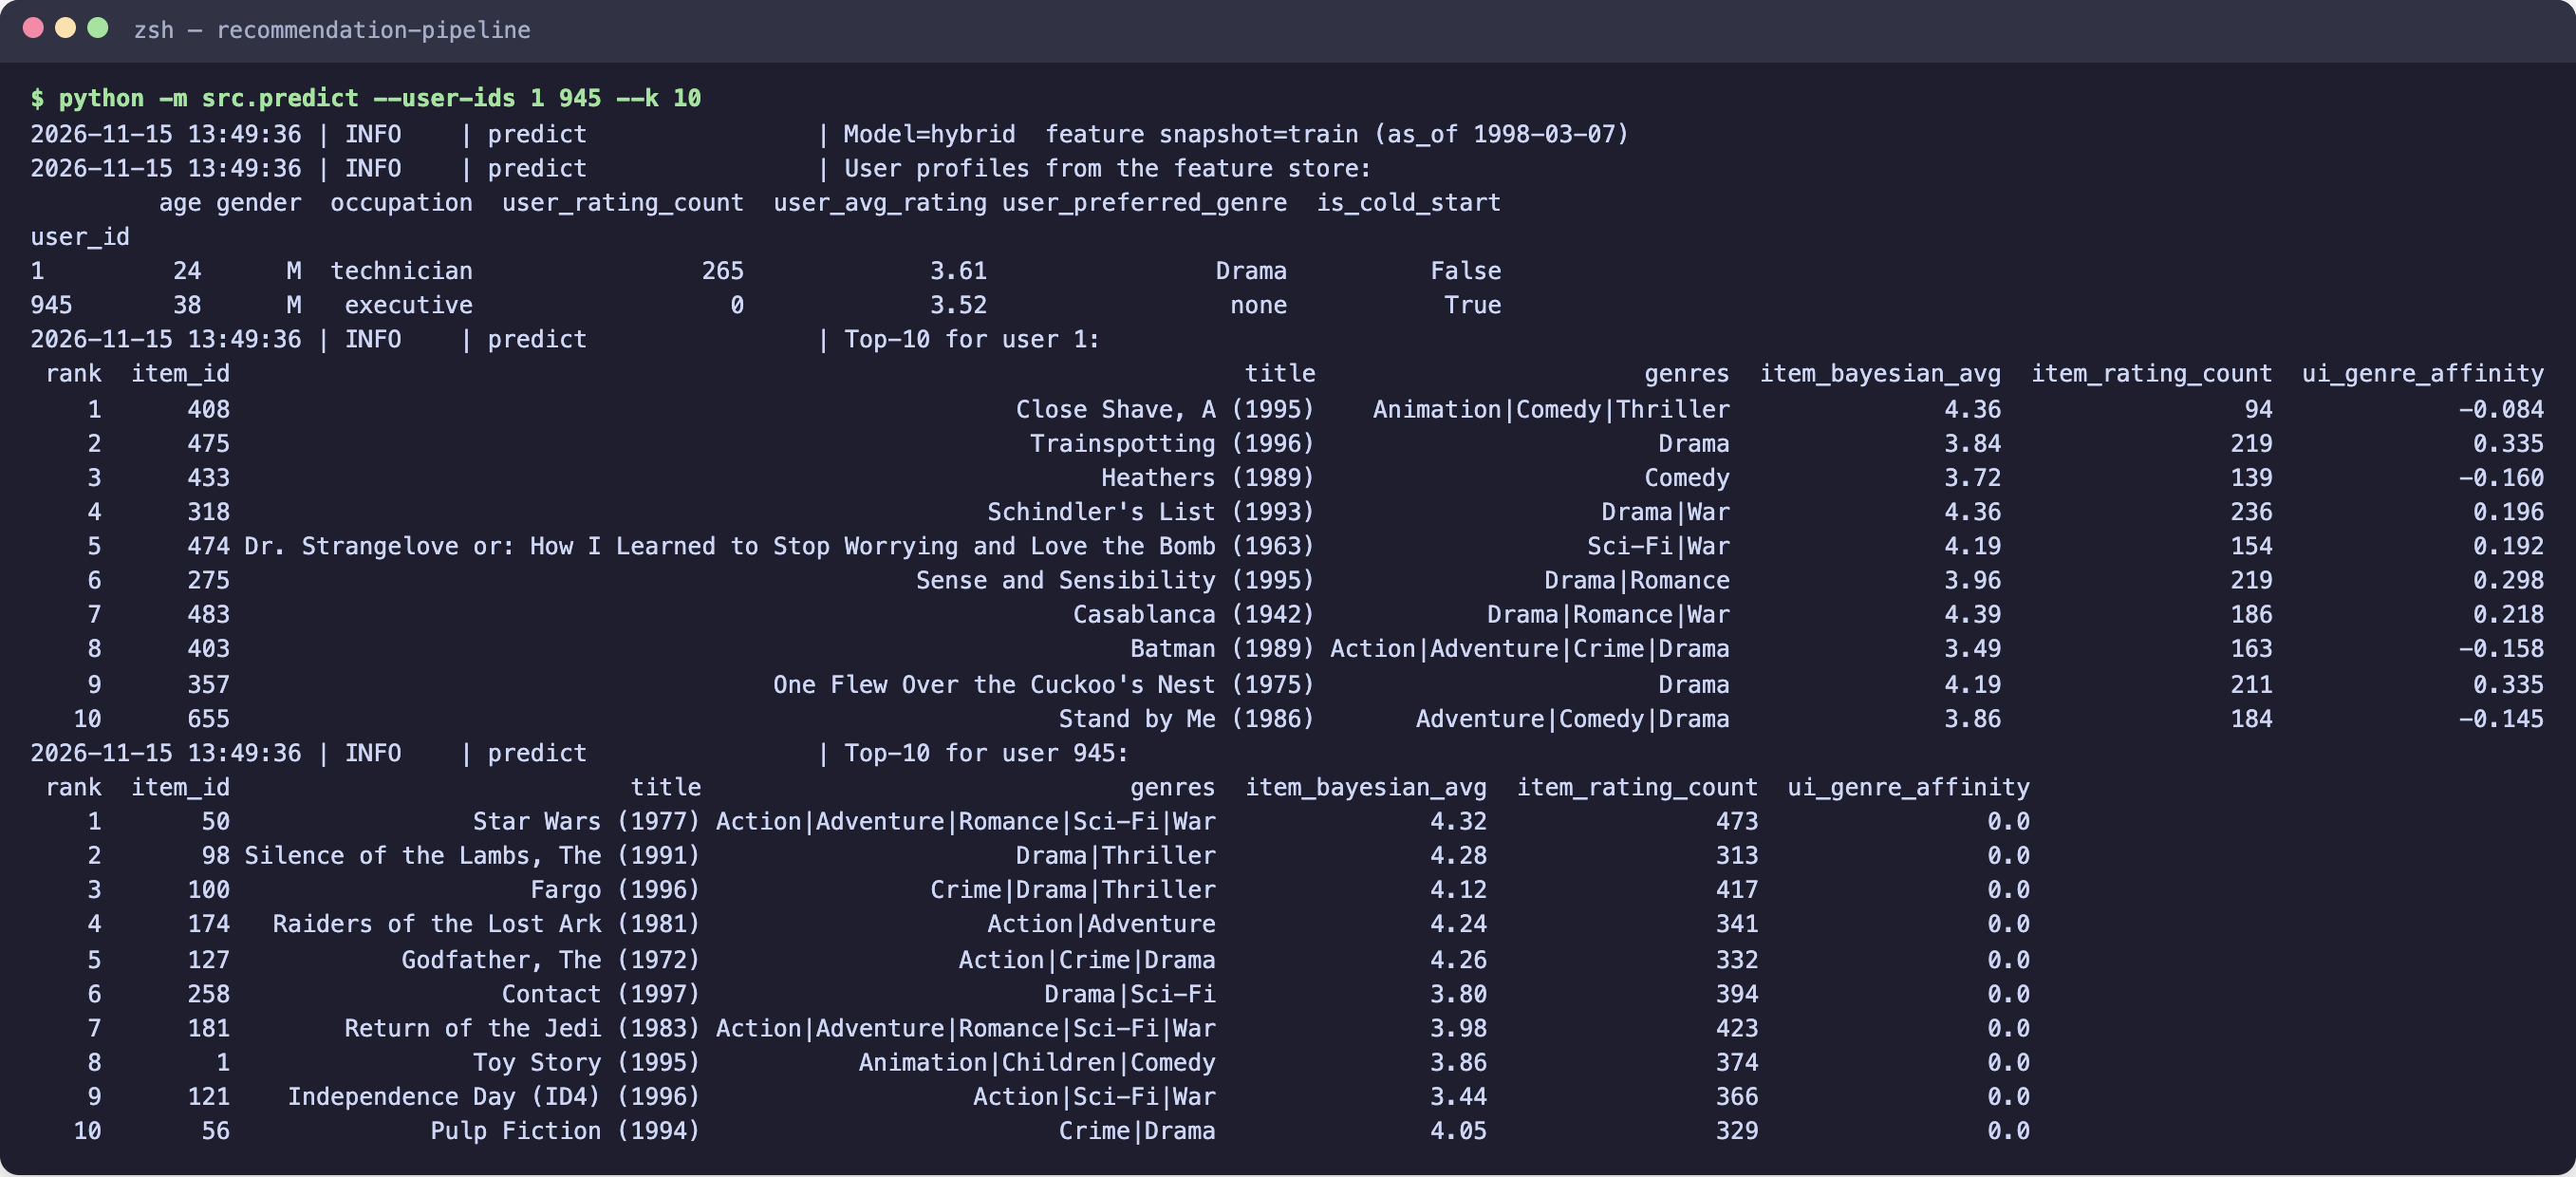 zsh — recommendation-pipeline
$ python -m src.predict --user-ids 1 945 --k 10
2026-11-15 13:49:36 | INFO    | predict                | Model=hybrid  feature snapshot=train (as_of 1998-03-07)
2026-11-15 13:49:36 | INFO    | predict                | User profiles from the feature store:
         age gender  occupation  user_rating_count  user_avg_rating user_preferred_genre  is_cold_start
user_id
1         24      M  technician                265             3.61                Drama          False
945       38      M   executive                  0             3.52                 none           True
2026-11-15 13:49:36 | INFO    | predict                | Top-10 for user 1:
rank  item_id  title  genres  item_bayesian_avg  item_rating_count  ui_genre_affinity
1  408  Close Shave, A (1995)  Animation|Comedy|Thriller  4.36  94  -0.084
2  475  Trainspotting (1996)  Drama  3.84  219  0.335
3  433  Heathers (1989)  Comedy  3.72  139  -0.160
4  318  Schindler's List (1993)  Drama|War  4.36  236  0.196
5  474 Dr. Strangelove or: How I Learned to Stop Worrying and Love the Bomb (1963)  Sci-Fi|War  4.19  154  0.192
6  275  Sense and Sensibility (1995)  Drama|Romance  3.96  219  0.298
7  483  Casablanca (1942)  Drama|Romance|War  4.39  186  0.218
8  403  Batman (1989) Action|Adventure|Crime|Drama  3.49  163  -0.158
9  357  One Flew Over the Cuckoo's Nest (1975)  Drama  4.19  211  0.335
10  655  Stand by Me (1986)  Adventure|Comedy|Drama  3.86  184  -0.145
2026-11-15 13:49:36 | INFO    | predict                | Top-10 for user 945:
rank  item_id  title  genres  item_bayesian_avg  item_rating_count  ui_genre_affinity
1  50  Star Wars (1977) Action|Adventure|Romance|Sci-Fi|War  4.32  473  0.0
2  98 Silence of the Lambs, The (1991)  Drama|Thriller  4.28  313  0.0
3  100  Fargo (1996)  Crime|Drama|Thriller  4.12  417  0.0
4  174  Raiders of the Lost Ark (1981)  Action|Adventure  4.24  341  0.0
5  127  Godfather, The (1972)  Action|Crime|Drama  4.26  332  0.0
6  258  Contact (1997)  Drama|Sci-Fi  3.80  394  0.0
7  181  Return of the Jedi (1983) Action|Adventure|Romance|Sci-Fi|War  3.98  423  0.0
8  1  Toy Story (1995)  Animation|Children|Comedy  3.86  374  0.0
9  121  Independence Day (ID4) (1996)  Action|Sci-Fi|War  3.44  366  0.0
10  56  Pulp Fiction (1994)  Crime|Drama  4.05  329  0.0